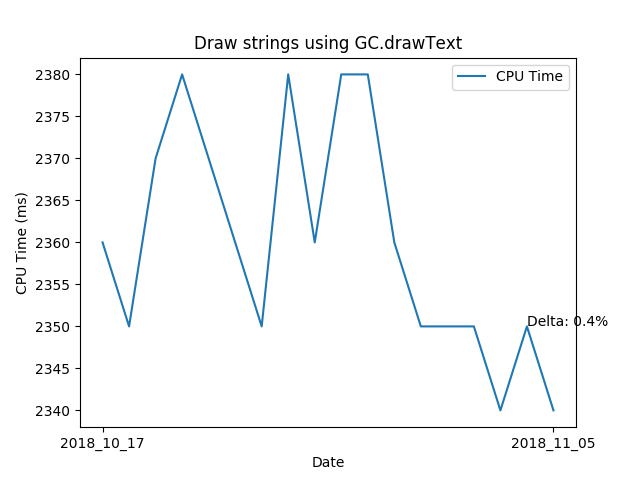 Draw strings using GC.drawText
CPU Time
2380
2375
2370
2365
2360
2355
2350
2345
2340
CPU Time (ms)
Delta: 0.4%
2018_10_17
2018_11_05
Date